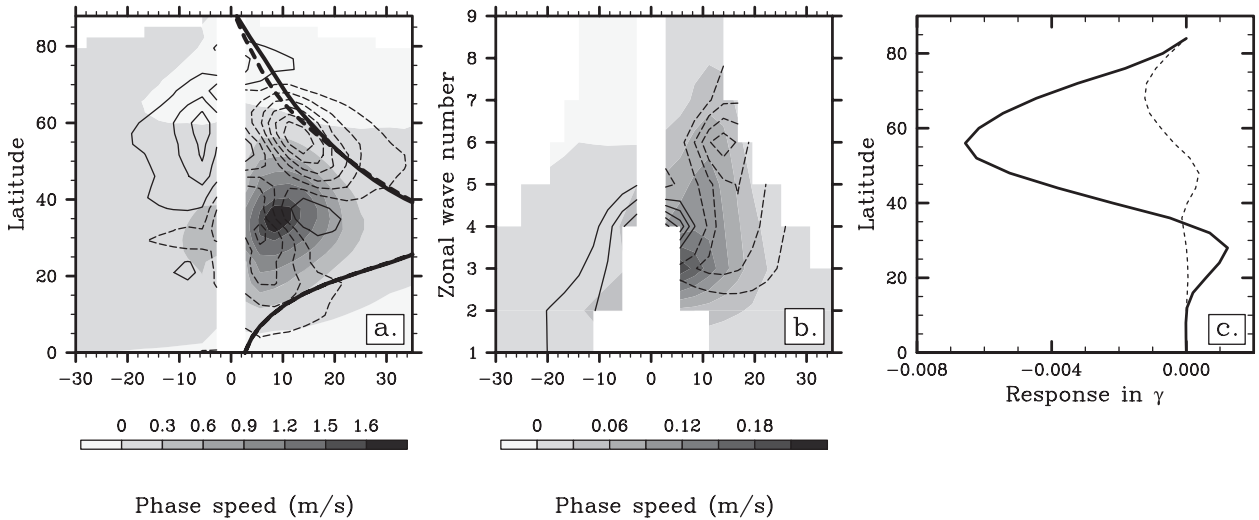 Latitude
80
60
40
20
0
−30 −20 −10 0 10 20 30
a.
0 0.3 0.6 0.9 1.2 1.5 1.6
Phase speed (m/s)
Zonal wave number
9
8
7
6
5
4
3
2
1
−30 −20 −10 0 10 20 30
b.
0 0.06 0.12 0.18
Phase speed (m/s)
Latitude
80
60
40
20
0
−0.008 −0.004 0.000
c.
Response in γ